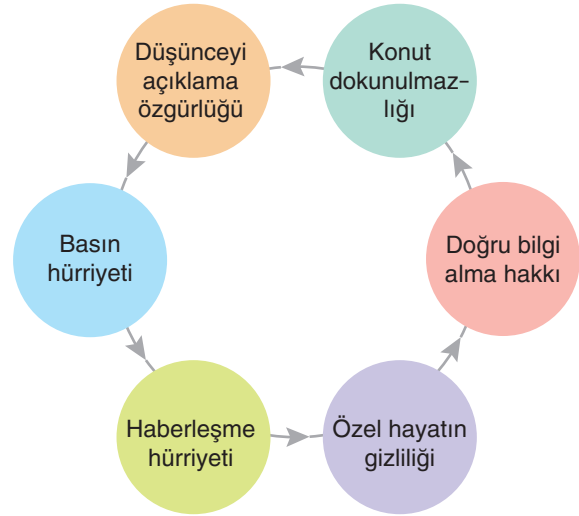 Düşünceyi
açıklama
özgürlüğü
Konut
dokunulmaz-
lığı
Basın
hürriyeti
Doğru bilgi
alma hakkı
Haberleşme
hürriyeti
Özel hayatın
gizliliği